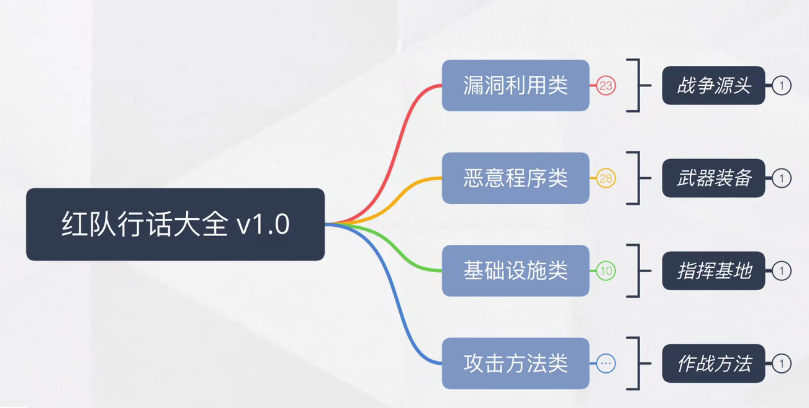 红队行话大全 v1.0
漏洞利用类
23
战争源头
1
恶意程序类
28
武器装备
1
基础设施类
10
指挥基地
1
攻击方法类
...
作战方法
1